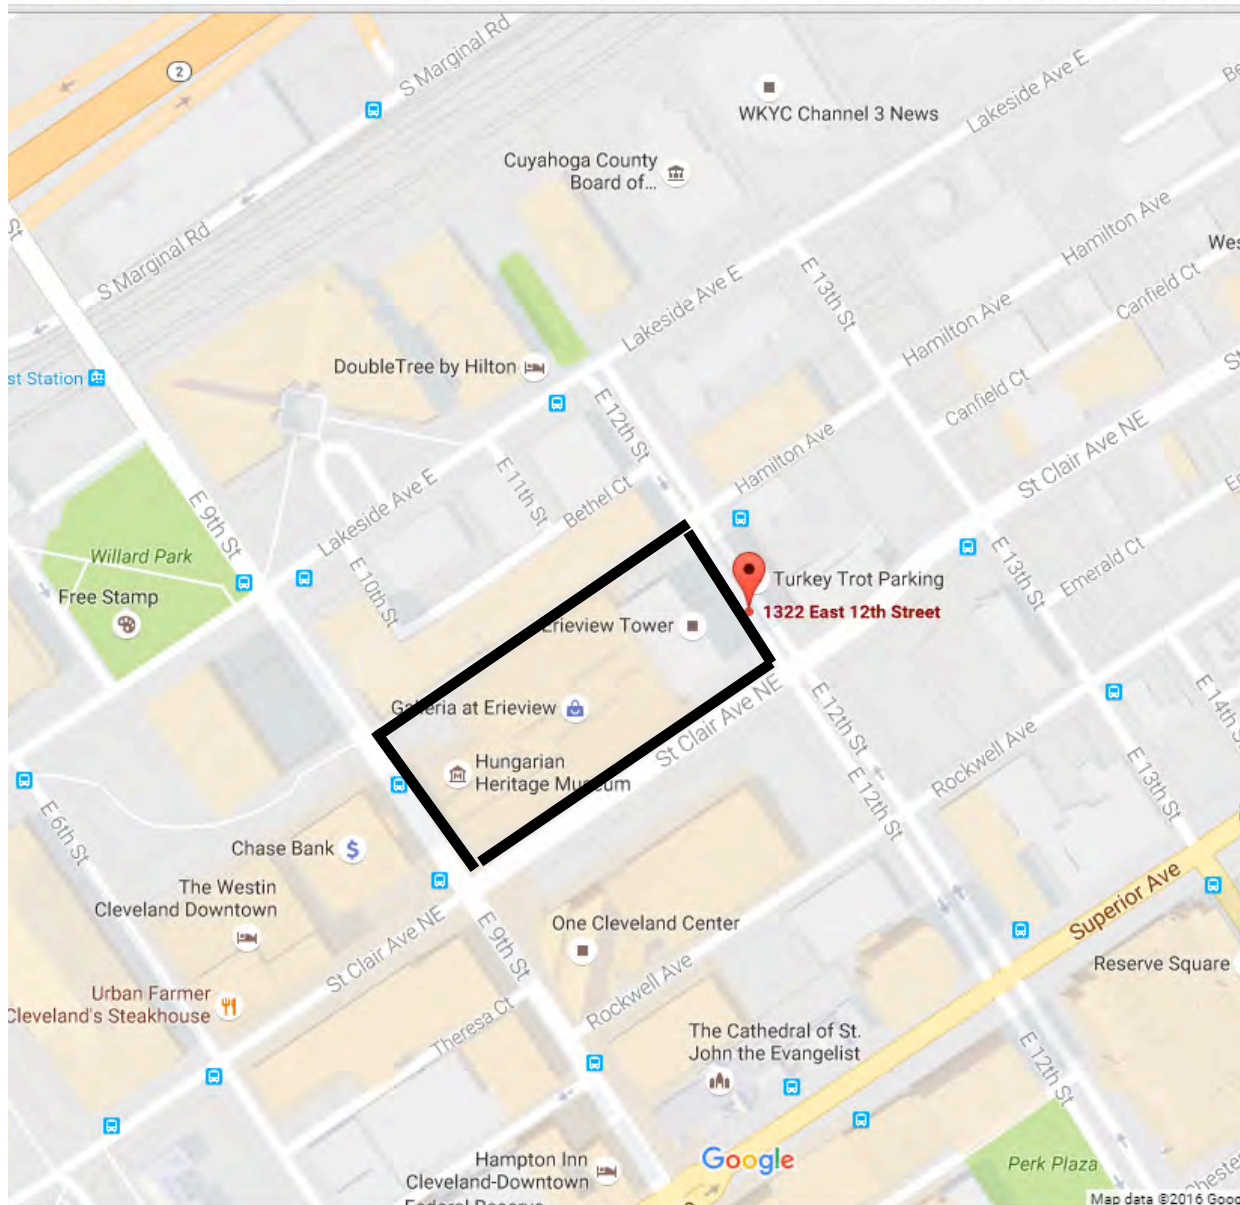 S Marginal Rd
2
WKYC Channel 3 News
Lakeside Ave E
Cuyahoga County
Board of...
Hamilton Ave
St
S Marginal Rd
E 13th St
Wes
Canfield Ct
Lakeside Ave E
Hamilton Ave
DoubleTree by Hilton
st Station
Canfield Ct
St
E 12th St
Hamilton Ave
St Clair Ave NE
E 9th St
Lakeside Ave E
E 11th St
Bethel Ct
Willard Park
E 10th St
E 13th St
Emerald Ct
Free Stamp
Turkey Trot Parking
1322 East 12th Street
Erieview Tower
Galleria at Erieview
St Clair Ave NE
E 12th St
E 14th St
Rockwell Ave
Hungarian
Heritage Museum
E 12th St
E 13th St
E 6th St
Chase Bank
The Westin
Cleveland Downtown
Superior Ave
One Cleveland Center
E 9th St
St Clair Ave NE
Reserve Square
Urban Farmer
Cleveland's Steakhouse
Rockwell Ave
Theresa Ct
The Cathedral of St.
John the Evangelist
E 12th St
Google
Hampton Inn
Cleveland-Downtown
Federal Reserve
Perk Plaza
Chester
Map data ©2016 Goog